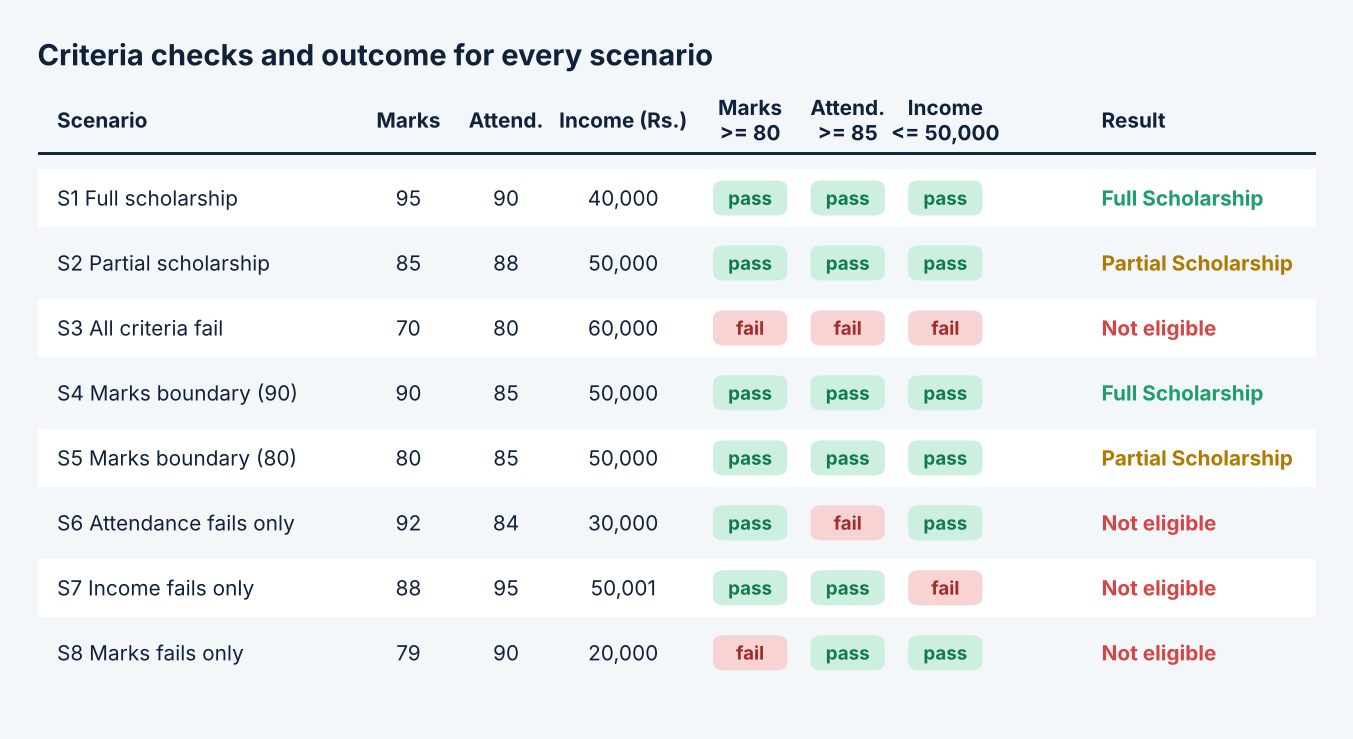 Criteria checks and outcome for every scenario
Scenario Marks Attend. Income (Rs.) Marks >= 80 Attend. >= 85 Income <= 50,000 Result
S1 Full scholarship 95 90 40,000 pass pass pass Full Scholarship
S2 Partial scholarship 85 88 50,000 pass pass pass Partial Scholarship
S3 All criteria fail 70 80 60,000 fail fail fail Not eligible
S4 Marks boundary (90) 90 85 50,000 pass pass pass Full Scholarship
S5 Marks boundary (80) 80 85 50,000 pass pass pass Partial Scholarship
S6 Attendance fails only 92 84 30,000 pass fail pass Not eligible
S7 Income fails only 88 95 50,001 pass pass fail Not eligible
S8 Marks fails only 79 90 20,000 fail pass pass Not eligible